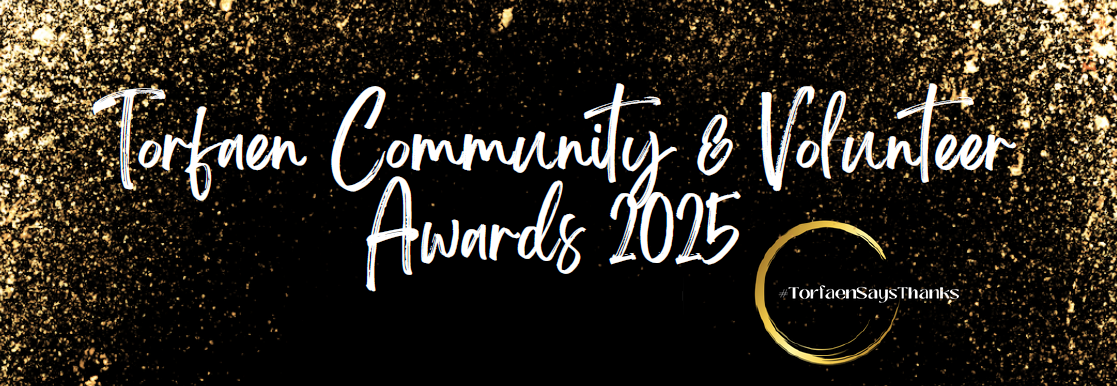 Torfaen Community & Volunteer
Awards 2025
#TorfaenSaysThanks